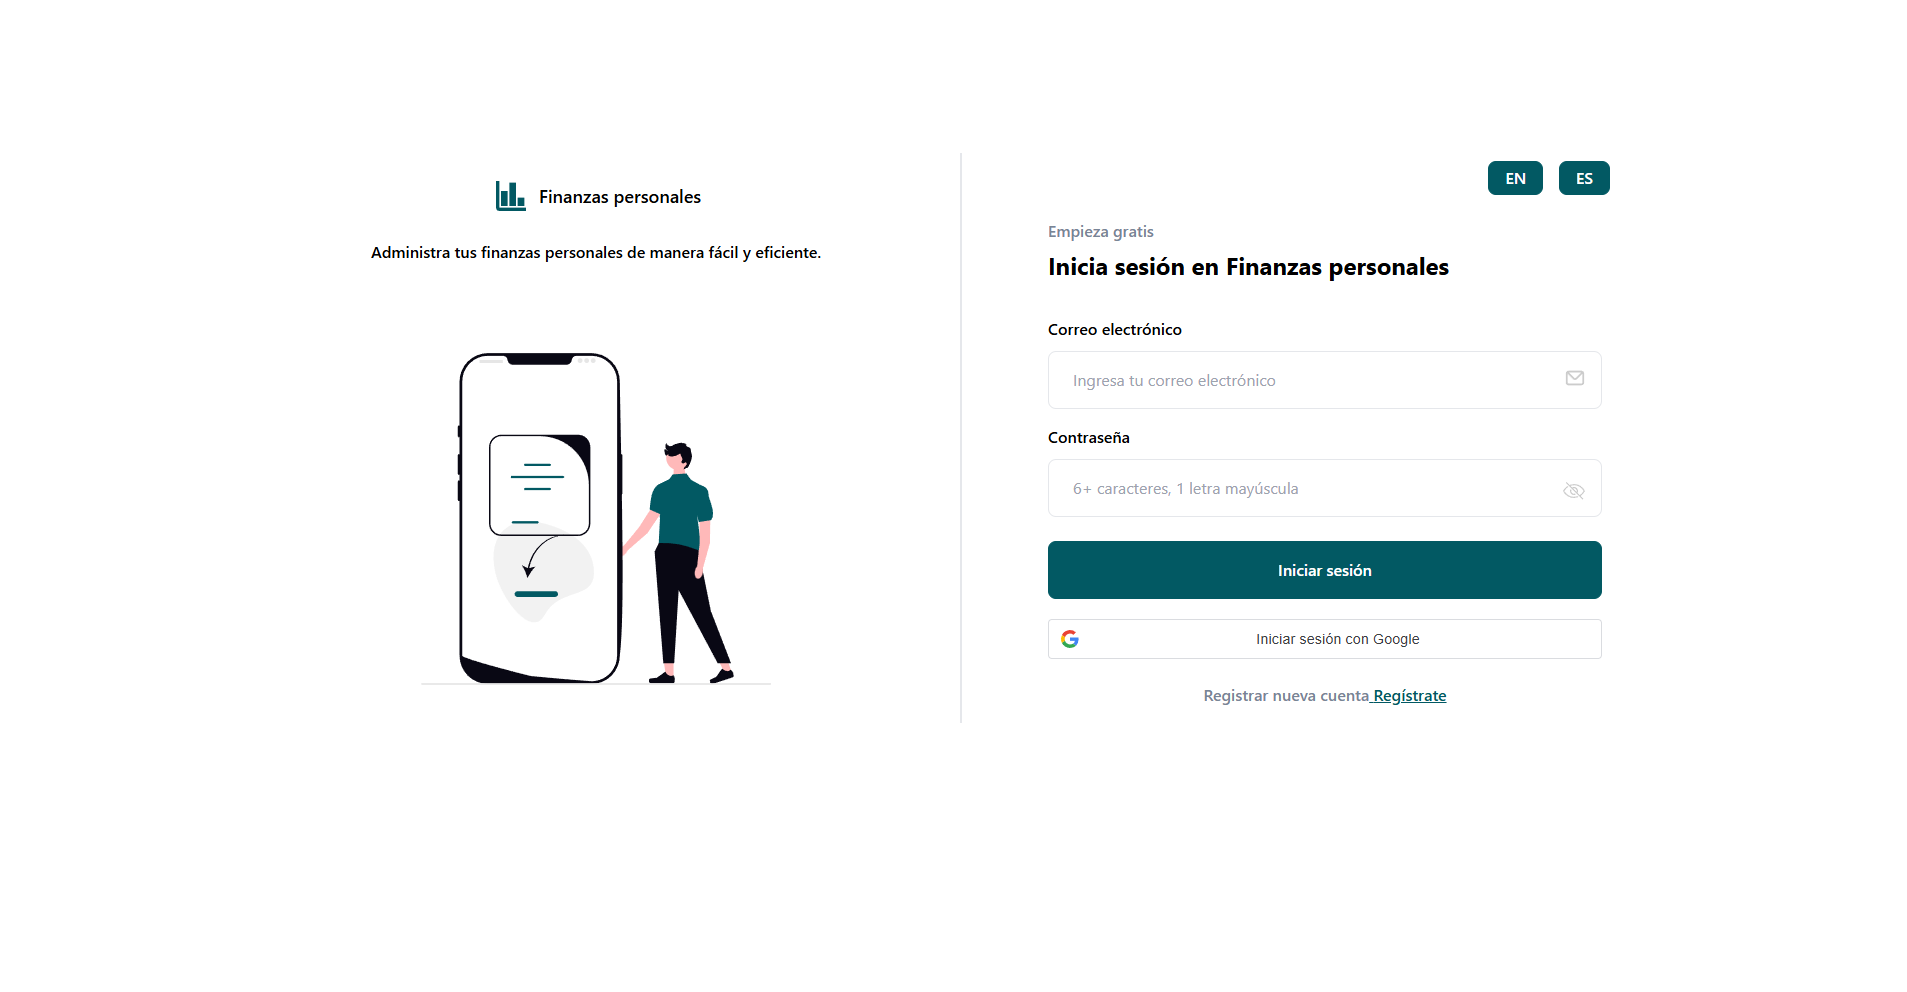 Finanzas personales
Administra tus finanzas personales de manera fácil y eficiente.
EN ES
Empieza gratis
Inicia sesión en Finanzas personales
Correo electrónico
Ingresa tu correo electrónico
Contraseña
6+ caracteres, 1 letra mayúscula
Iniciar sesión
Iniciar sesión con Google
Registrar nueva cuenta Regístrate